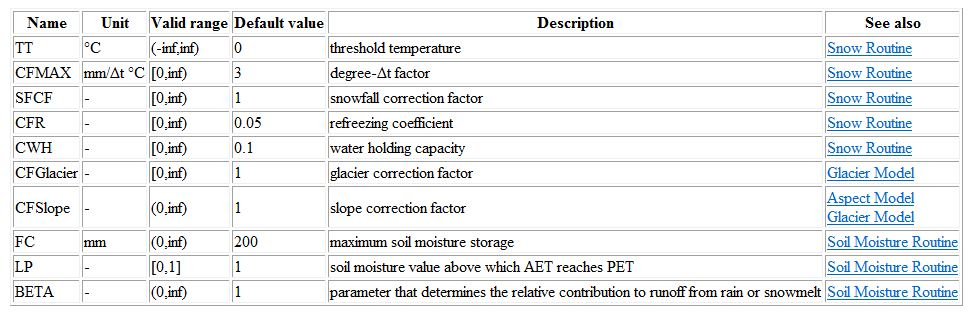 Name Unit Valid range Default value Description See also
TT °C (-inf,inf) 0 threshold temperature Snow Routine
CFMAX mm/Δt °C [0,inf) 3 degree-Δt factor Snow Routine
SFCF - [0,inf) 1 snowfall correction factor Snow Routine
CFR - [0,inf) 0.05 refreezing coefficient Snow Routine
CWH - [0,inf) 0.1 water holding capacity Snow Routine
CFGlacier - [0,inf) 1 glacier correction factor Glacier Model
CFSlope - (0,inf) 1 slope correction factor Aspect Model
Glacier Model
FC mm (0,inf) 200 maximum soil moisture storage Soil Moisture Routine
LP - [0,1] 1 soil moisture value above which AET reaches PET Soil Moisture Routine
BETA - (0,inf) 1 parameter that determines the relative contribution to runoff from rain or snowmelt Soil Moisture Routine